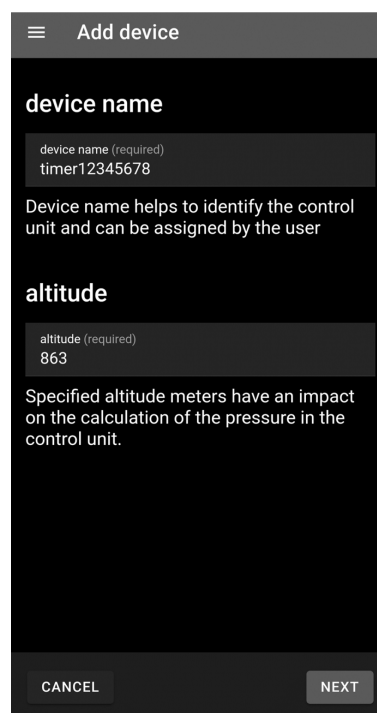 Add device
device name
device name (required)
timer12345678
Device name helps to identify the control
unit and can be assigned by the user
altitude
altitude (required)
863
Specified altitude meters have an impact
on the calculation of the pressure in the
control unit.
CANCEL
NEXT